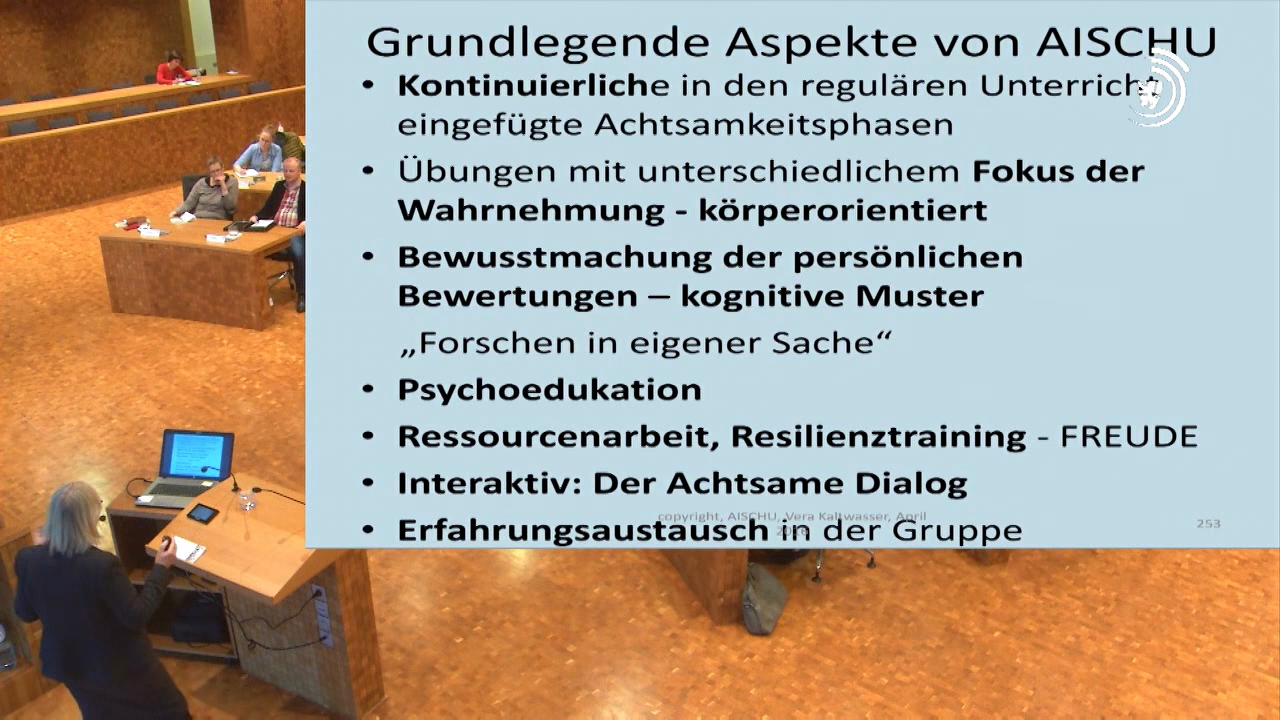 Grundlegende Aspekte von AISCHU
• Kontinuierliche in den regulären Unterricht
eingefügte Achtsamkeitsphasen
• Übungen mit unterschiedlichem Fokus der
Wahrnehmung - körperorientiert
• Bewusstmachung der persönlichen
Bewertungen – kognitive Muster
„Forschen in eigener Sache“
• Psychoedukation
• Ressourcenarbeit, Resilienztraining - FREUDE
• Interaktiv: Der Achtsame Dialog
• Erfahrungsaustausch in der Gruppe
copyright, AISCHU, Vera Kaltwasser, April
253